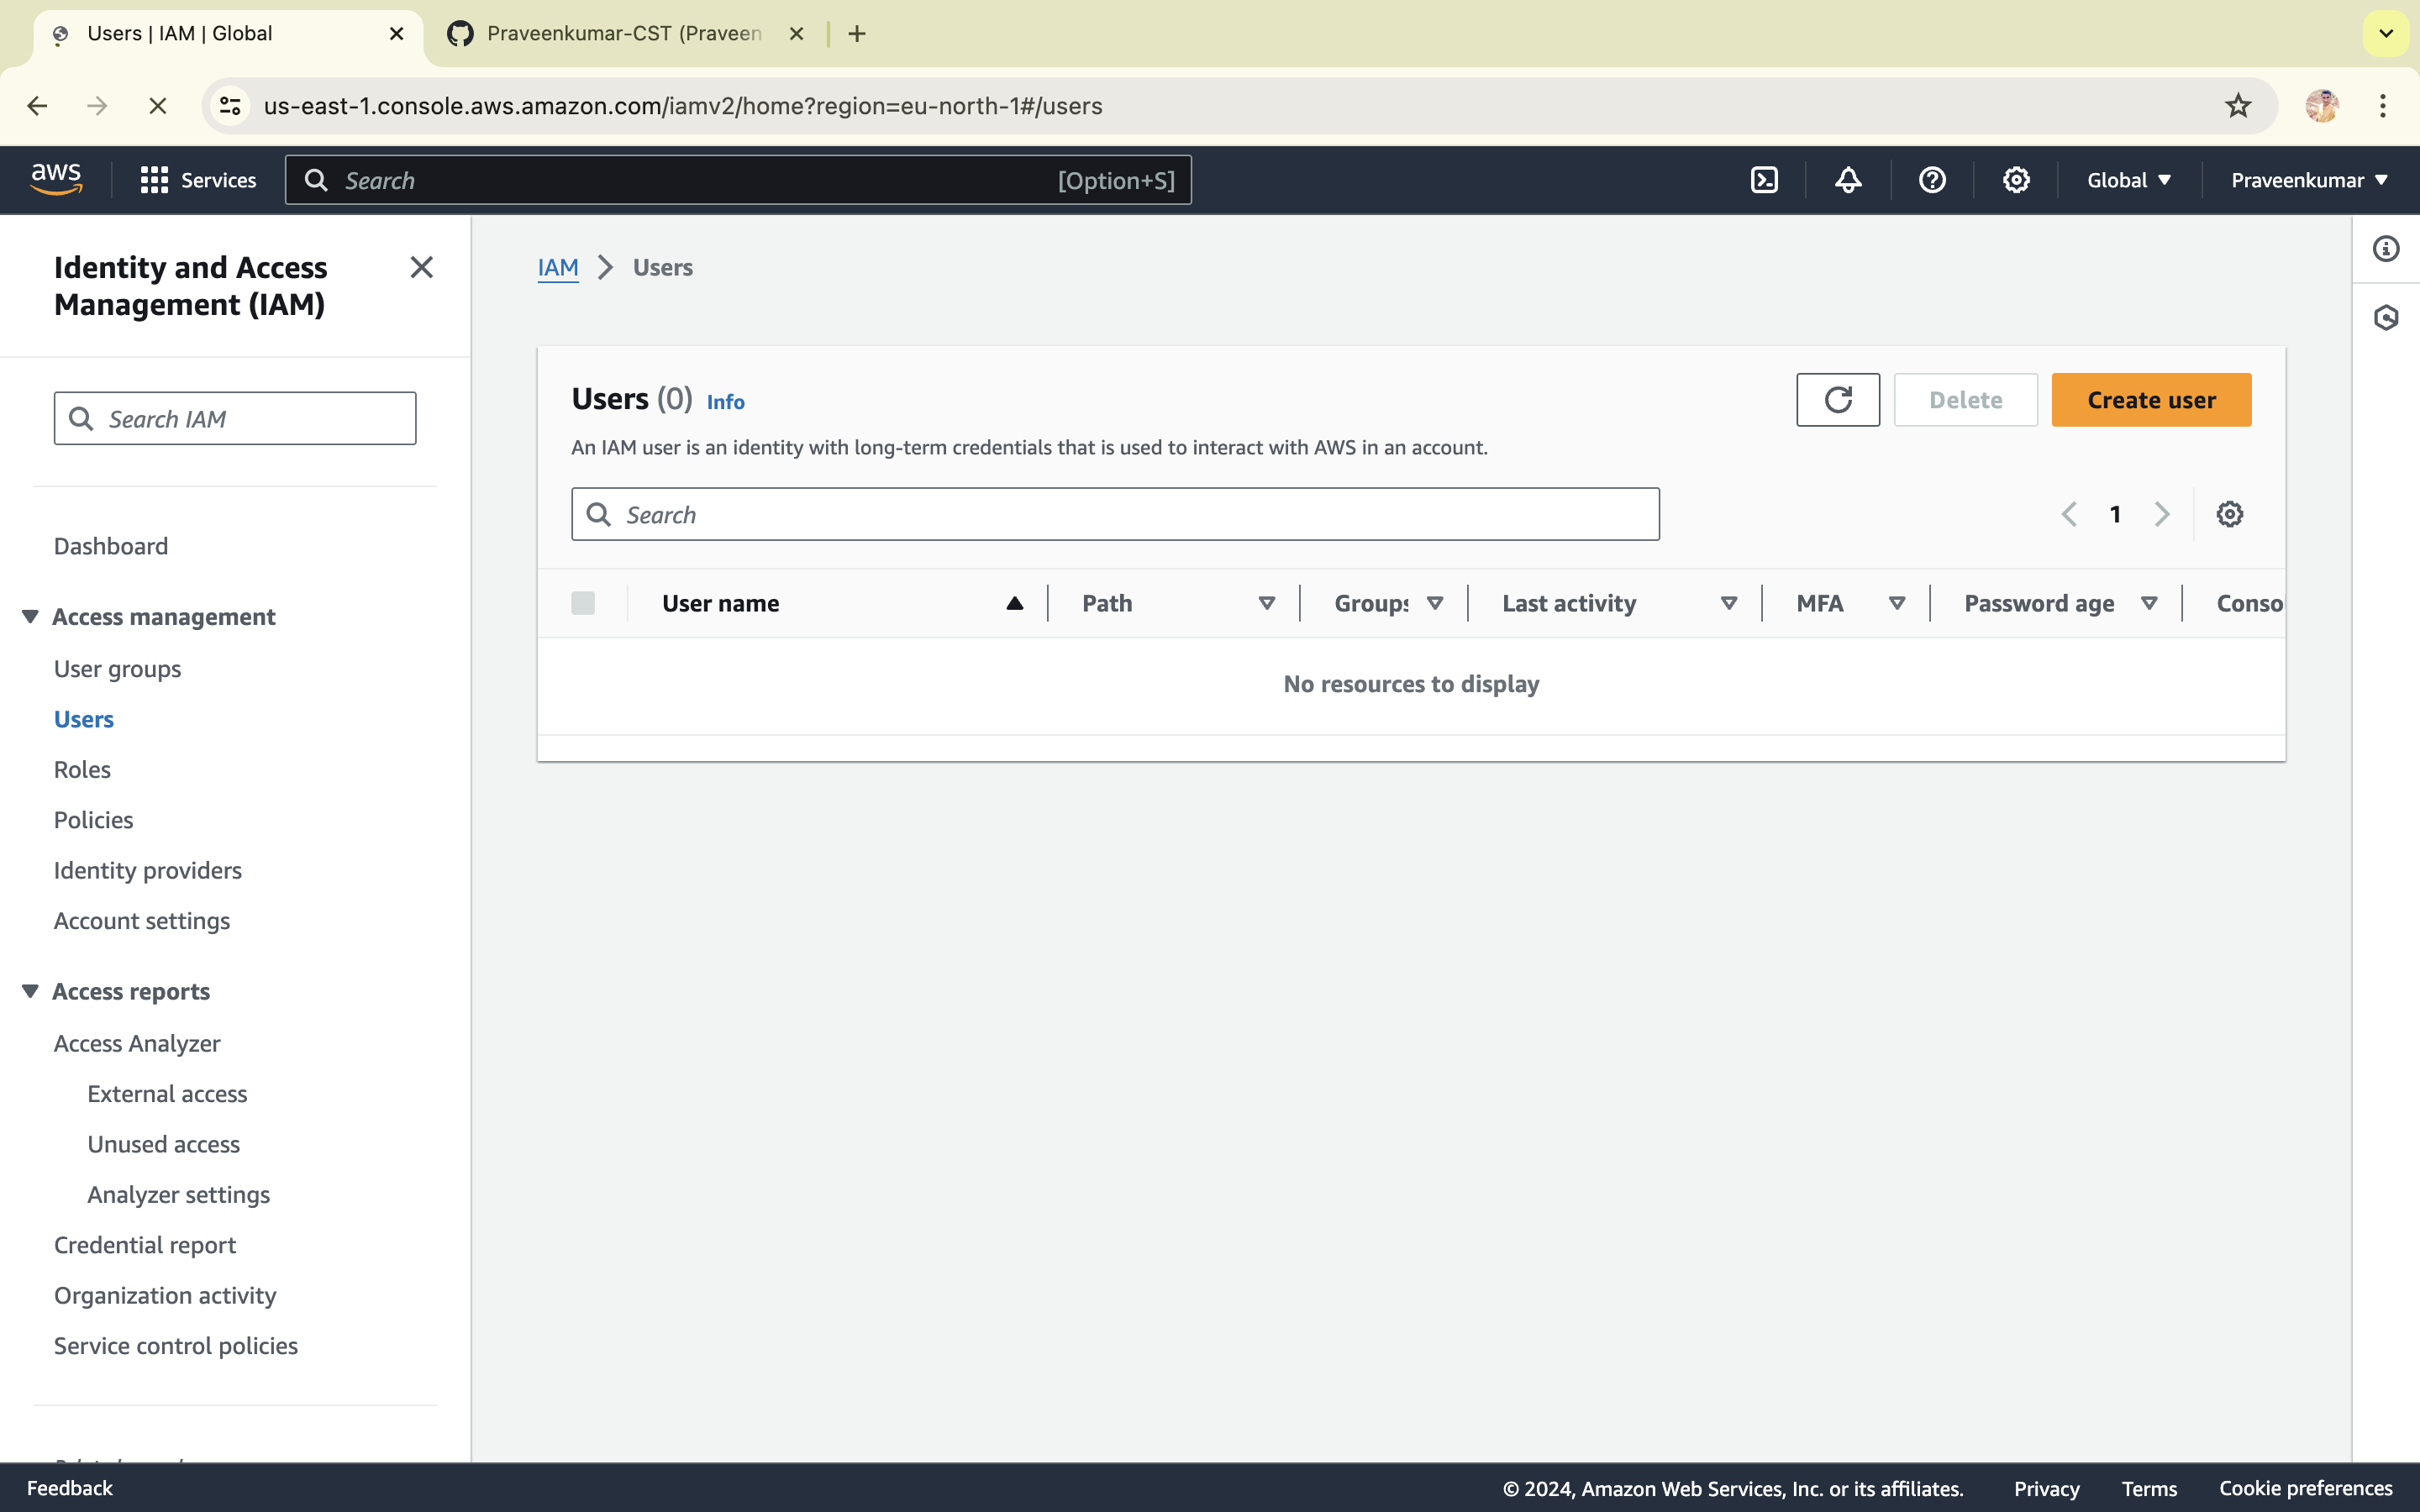 Users | IAM | Global
Praveenkumar-CST (Praveen
us-east-1.console.aws.amazon.com/iamv2/home?region=eu-north-1#/users
aws
Services
Search
[Option+S]
Global
Praveenkumar
Identity and Access
Management (IAM)
Search IAM
Dashboard
Access management
User groups
Users
Roles
Policies
Identity providers
Account settings
Access reports
Access Analyzer
External access
Unused access
Analyzer settings
Credential report
Organization activity
Service control policies
IAM
Users
Users (0) Info
Delete
Create user
An IAM user is an identity with long-term credentials that is used to interact with AWS in an account.
Search
1
User name
Path
Groups
Last activity
MFA
Password age
Consol
No resources to display
Feedback
© 2024, Amazon Web Services, Inc. or its affiliates.
Privacy
Terms
Cookie preferences